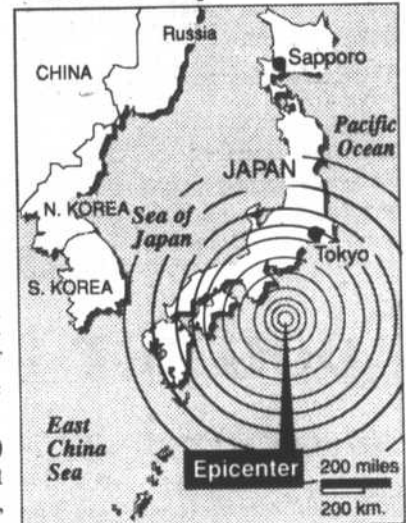 Russia
Sapporo
CHINA
Pacific
Ocean
JAPAN
N. KOREA
Sea of
Japan
Tokyo
S. KOREA
East
China
Sea
Epicenter
200 miles
200 km.